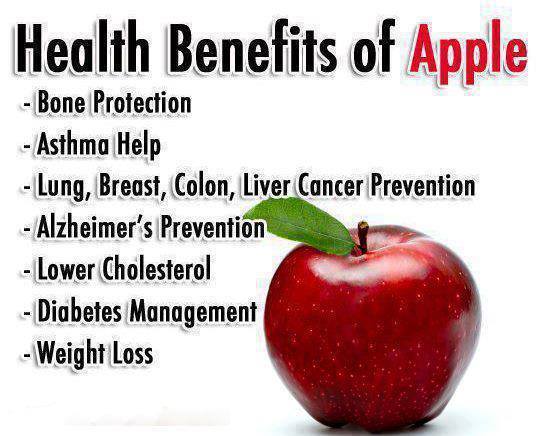 Health Benefits of Apple
- Bone Protection
- Asthma Help
- Lung, Breast, Colon, Liver Cancer Prevention
- Alzheimer's Prevention
- Lower Cholesterol
- Diabetes Management
- Weight Loss